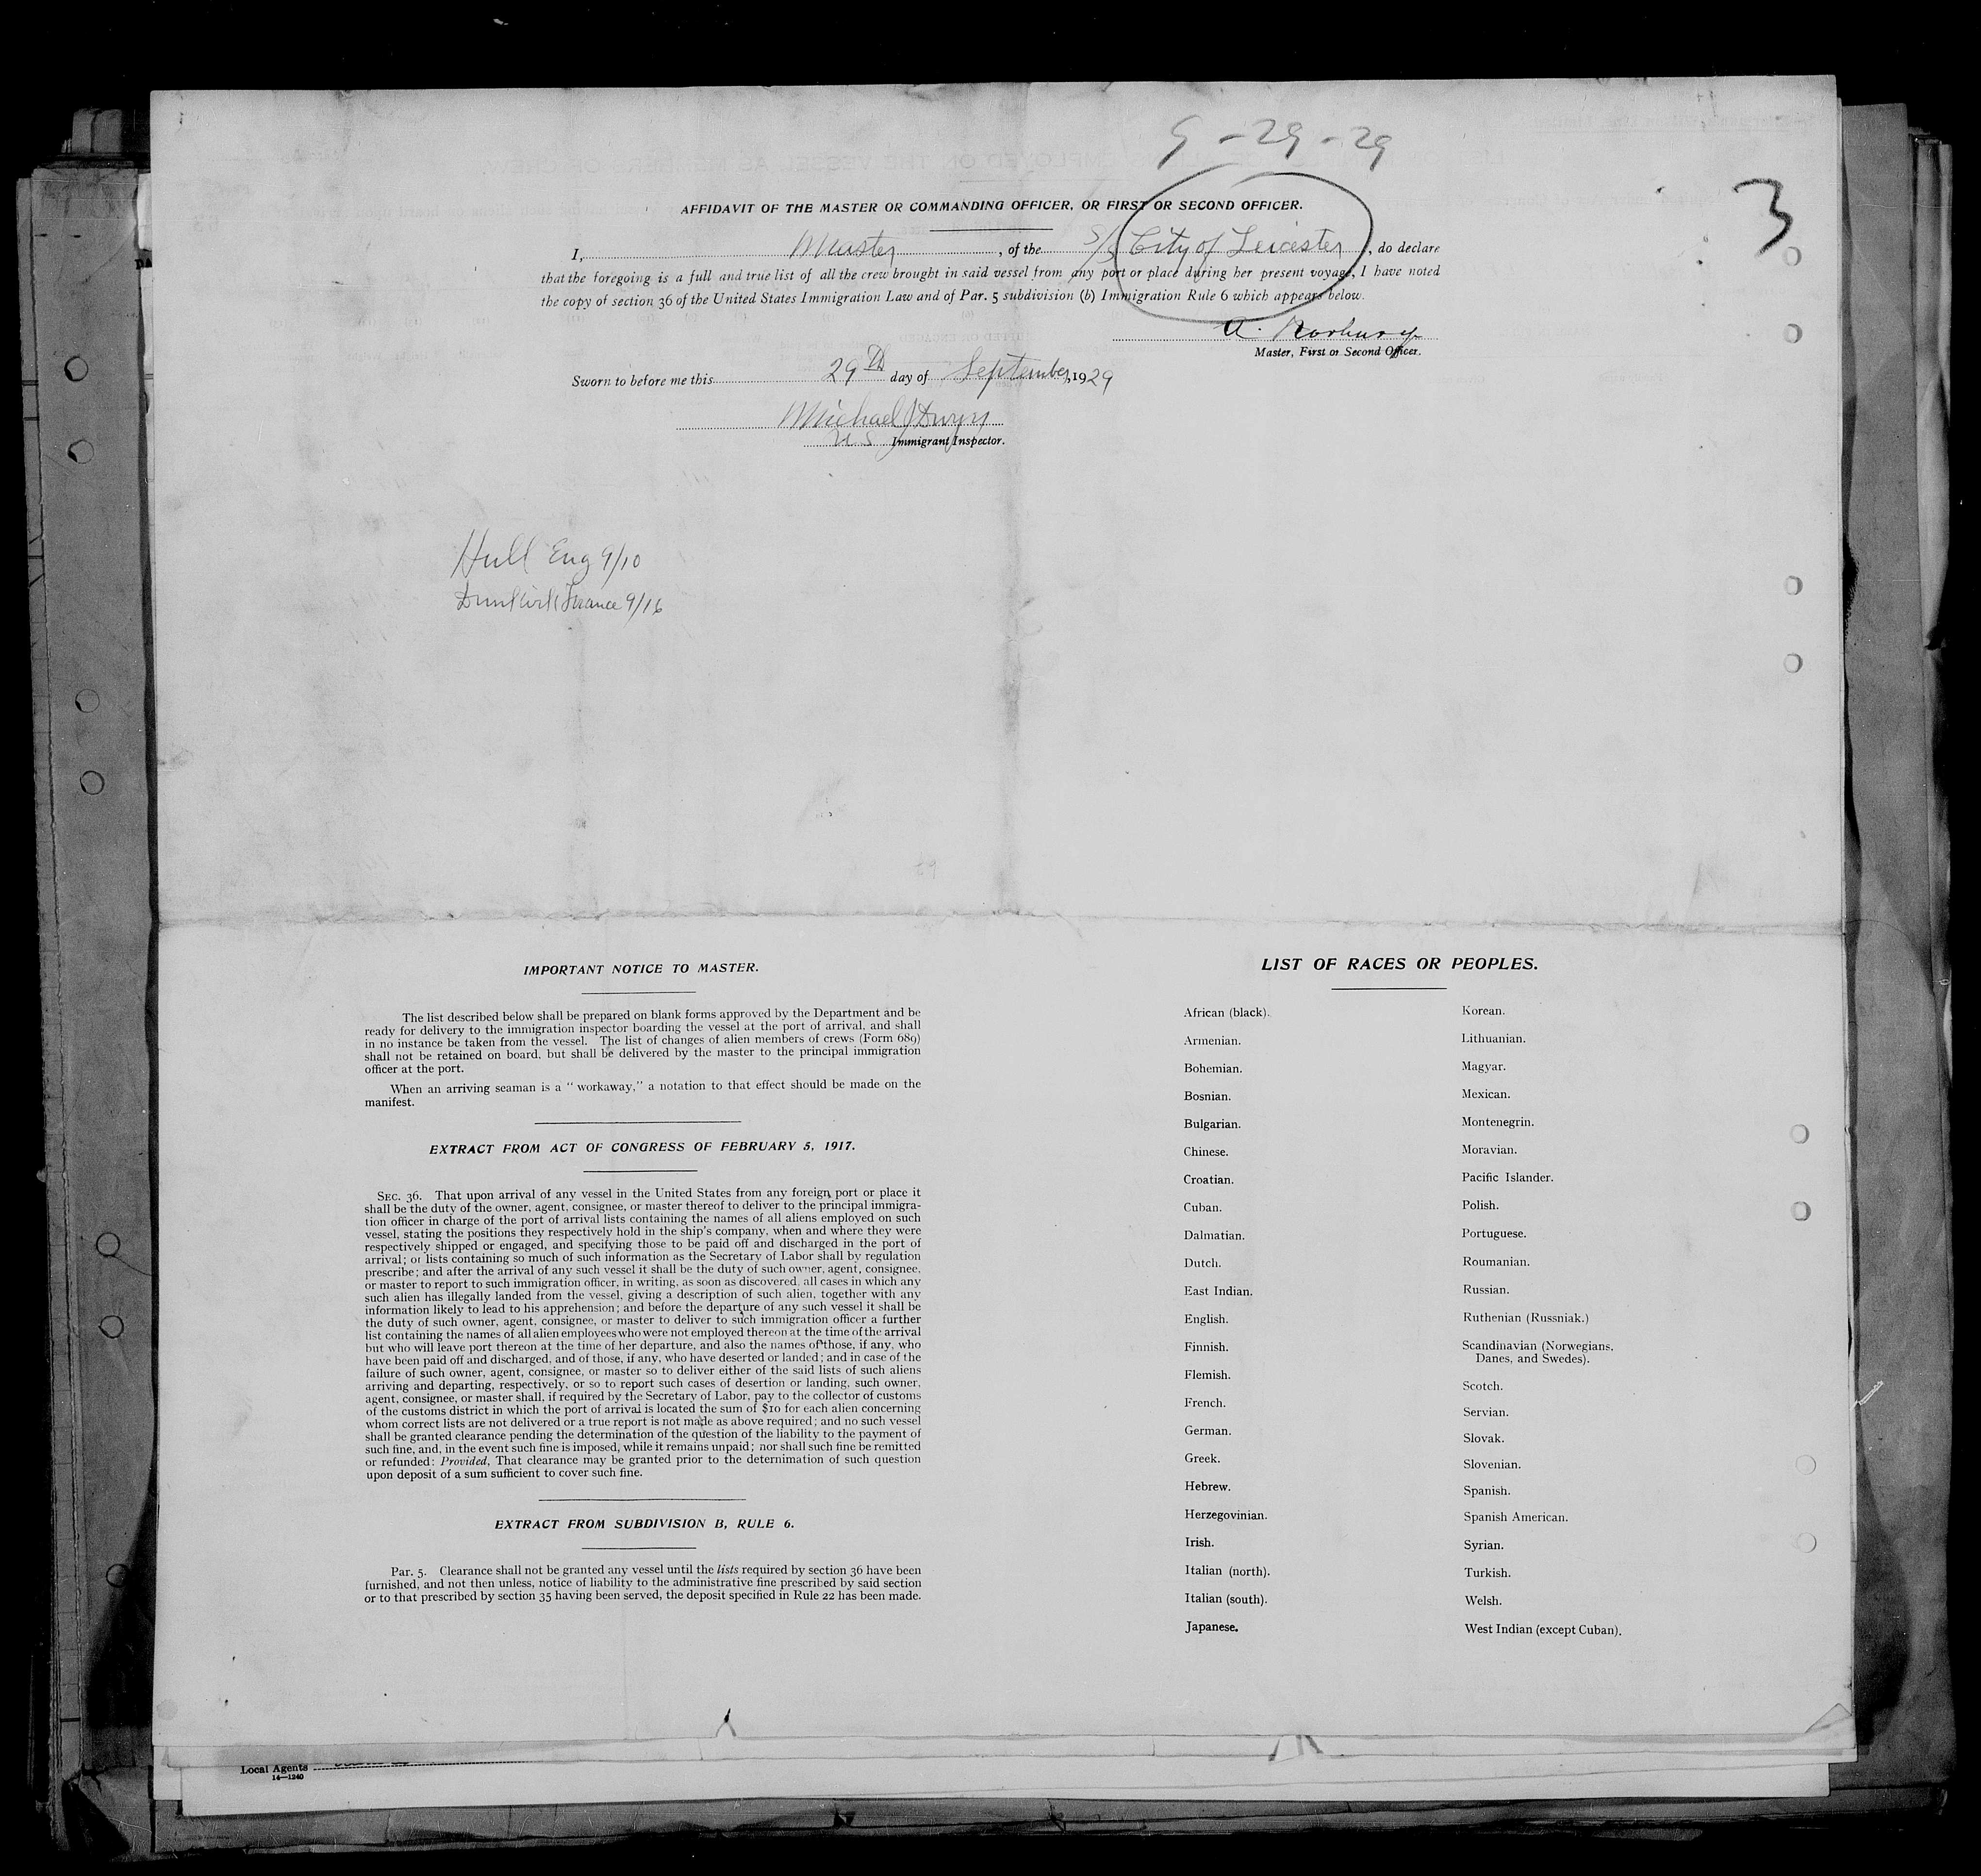 9-29-29
3
AFFIDAVIT OF THE MASTER OR COMMANDING OFFICER, OR FIRST OR SECOND OFFICER.
I, Master, of the S/S City of Leicester, do declare
that the foregoing is a full and true list of all the crew brought in said vessel from any port or place during her present voyage, I have noted
the copy of section 36 of the United States Immigration Law and of Par. 5 subdivision (b) Immigration Rule 6 which appears below.
A.
Master, First or Second Officer.
Sworn to before me this 29th day of September, 1929
Michael J
U.S. Immigrant Inspector.
Hull Eng 9/10
Dunkirk France 9/16
IMPORTANT NOTICE TO MASTER.
The list described below shall be prepared on blank forms approved by the Department and be
ready for delivery to the immigration inspector boarding the vessel at the port of arrival, and shall
in no instance be taken from the vessel. The list of changes of alien members of crews (Form 689)
shall not be retained on board, but shall be delivered by the master to the principal immigration
officer at the port.
When an arriving seaman is a "workaway," a notation to that effect should be made on the
manifest.
EXTRACT FROM ACT OF CONGRESS OF FEBRUARY 5, 1917.
SEC. 36. That upon arrival of any vessel in the United States from any foreign port or place it
shall be the duty of the owner, agent, consignee, or master thereof to deliver to the principal immigra-
tion officer in charge of the port of arrival lists containing the names of all aliens employed on such
vessel, stating the positions they respectively hold in the ship's company, when and where they were
respectively shipped or engaged, and specifying those to be paid off and discharged in the port of
arrival; or lists containing so much of such information as the Secretary of Labor shall by regulation
prescribe; and after the arrival of any such vessel it shall be the duty of such owner, agent, consignee,
or master to report to such immigration officer, in writing, as soon as discovered, all cases in which any
such alien has illegally landed from the vessel, giving a description of such alien, together with any
information likely to lead to his apprehension; and before the departure of any such vessel it shall be
the duty of such owner, agent, consignee, or master to deliver to such immigration officer a further
list containing the names of all alien employees who were not employed thereon at the time of the arrival
but who will leave port thereon at the time of her departure, and also the names of those, if any, who
have been paid off and discharged, and of those, if any, who have deserted or landed; and in case of the
failure of such owner, agent, consignee, or master so to deliver either of the said lists of such aliens
arriving and departing, respectively, or so to report such cases of desertion or landing, such owner,
agent, consignee, or master shall, if required by the Secretary of Labor, pay to the collector of customs
of the customs district in which the port of arrival is located the sum of $10 for each alien concerning
whom correct lists are not delivered or a true report is not made as above required; and no such vessel
shall be granted clearance pending the determination of the question of the liability to the payment of
such fine, and, in the event such fine is imposed, while it remains unpaid; nor shall such fine be remitted
or refunded: Provided, That clearance may be granted prior to the deternimation of such question
upon deposit of a sum sufficient to cover such fine.
EXTRACT FROM SUBDIVISION B, RULE 6.
Par. 5. Clearance shall not be granted any vessel until the lists required by section 36 have been
furnished, and not then unless, notice of liability to the administrative fine prescribed by said section
or to that prescribed by section 35 having been served, the deposit specified in Rule 22 has been made.
LIST OF RACES OR PEOPLES.
African (black).
Armenian.
Bohemian.
Bosnian.
Bulgarian.
Chinese.
Croatian.
Cuban.
Dalmatian.
Dutch.
East Indian.
English.
Finnish.
Flemish.
French.
German.
Greek.
Hebrew.
Herzegovinian.
Irish.
Italian (north).
Italian (south).
Japanese.
Korean.
Lithuanian.
Magyar.
Mexican.
Montenegrin.
Moravian.
Pacific Islander.
Polish.
Portuguese.
Roumanian.
Russian.
Ruthenian (Russniak.)
Scandinavian (Norwegians,
Danes, and Swedes).
Scotch.
Servian.
Slovak.
Slovenian.
Spanish.
Spanish American.
Syrian.
Turkish.
Welsh.
West Indian (except Cuban).
Local Agents
14—1240